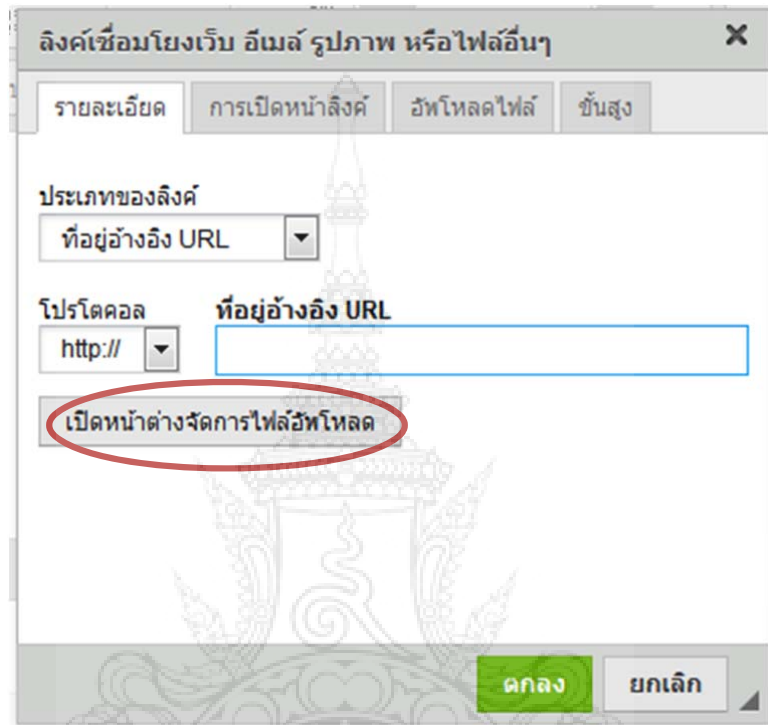 ลิงค์เชื่อมโยงเว็บ อีเมล์ รูปภาพ หรือไฟล์อื่นๆ
รายละเอียด การเปิดหน้าลิงค์ อัพโหลดไฟล์ ขั้นสูง
ประเภทของลิงค์
ที่อยู่อ้างอิง URL
โปรโตคอล ที่อยู่อ้างอิง URL
http://
เปิดหน้าต่างจัดการไฟล์อัพโหลด
ตกลง ยกเลิก